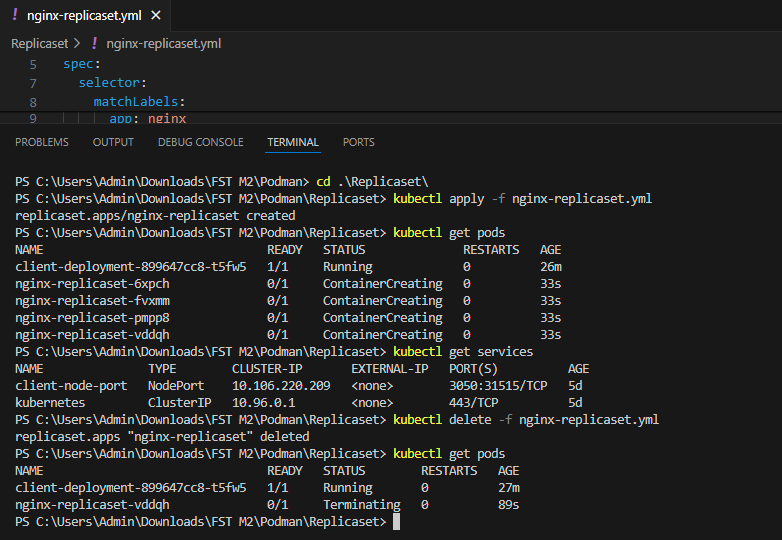 ! nginx-replicaset.yml ×
Replicaset > ! nginx-replicaset.yml
5 spec:
7 selector:
8 matchLabels:
9 app: nginx
PROBLEMS OUTPUT DEBUG CONSOLE TERMINAL PORTS
PS C:\Users\Admin\Downloads\FST M2\Podman> cd .\Replicaset\
PS C:\Users\Admin\Downloads\FST M2\Podman\Replicaset> kubectl apply -f nginx-replicaset.yml
replicaset.apps/nginx-replicaset created
PS C:\Users\Admin\Downloads\FST M2\Podman\Replicaset> kubectl get pods
NAME READY STATUS RESTARTS AGE
client-deployment-899647cc8-t5fw5 1/1 Running 0 26m
nginx-replicaset-6xpch 0/1 ContainerCreating 0 33s
nginx-replicaset-fvxmm 0/1 ContainerCreating 0 33s
nginx-replicaset-pmpp8 0/1 ContainerCreating 0 33s
nginx-replicaset-vddqh 0/1 ContainerCreating 0 33s
PS C:\Users\Admin\Downloads\FST M2\Podman\Replicaset> kubectl get services
NAME TYPE CLUSTER-IP EXTERNAL-IP PORT(S) AGE
client-node-port NodePort 10.106.220.209 <none> 3050:31515/TCP 5d
kubernetes ClusterIP 10.96.0.1 <none> 443/TCP 5d
PS C:\Users\Admin\Downloads\FST M2\Podman\Replicaset> kubectl delete -f nginx-replicaset.yml
replicaset.apps "nginx-replicaset" deleted
PS C:\Users\Admin\Downloads\FST M2\Podman\Replicaset> kubectl get pods
NAME READY STATUS RESTARTS AGE
client-deployment-899647cc8-t5fw5 1/1 Running 0 27m
nginx-replicaset-vddqh 0/1 Terminating 0 89s
PS C:\Users\Admin\Downloads\FST M2\Podman\Replicaset>